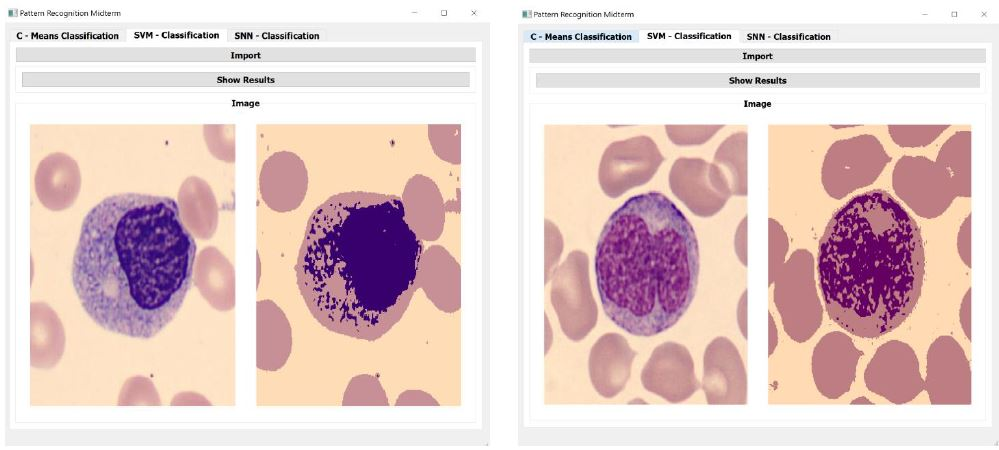 Pattern Recognition Midterm
C - Means Classification SVM - Classification SNN - Classification
Import
Show Results
Image
Pattern Recognition Midterm
C - Means Classification SVM - Classification SNN - Classification
Import
Show Results
Image